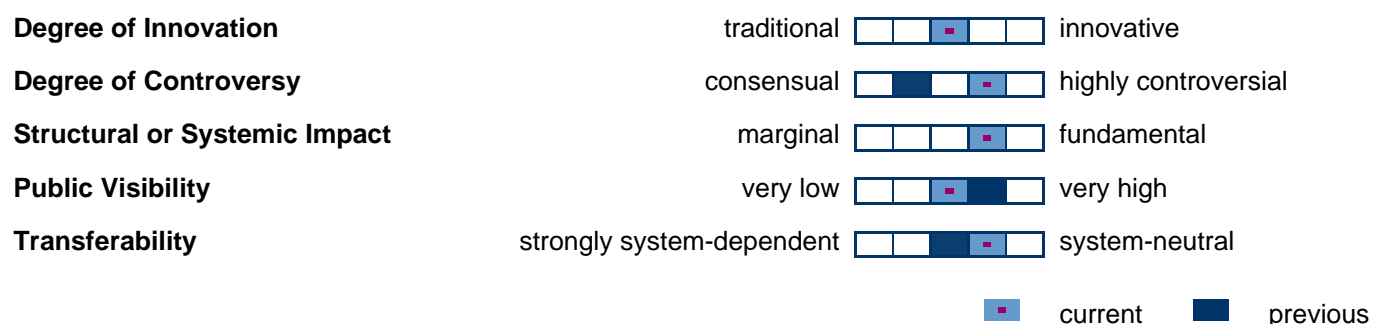 Degree of Innovation traditional innovative
Degree of Controversy consensual highly controversial
Structural or Systemic Impact marginal fundamental
Public Visibility very low very high
Transferability strongly system-dependent system-neutral
current previous